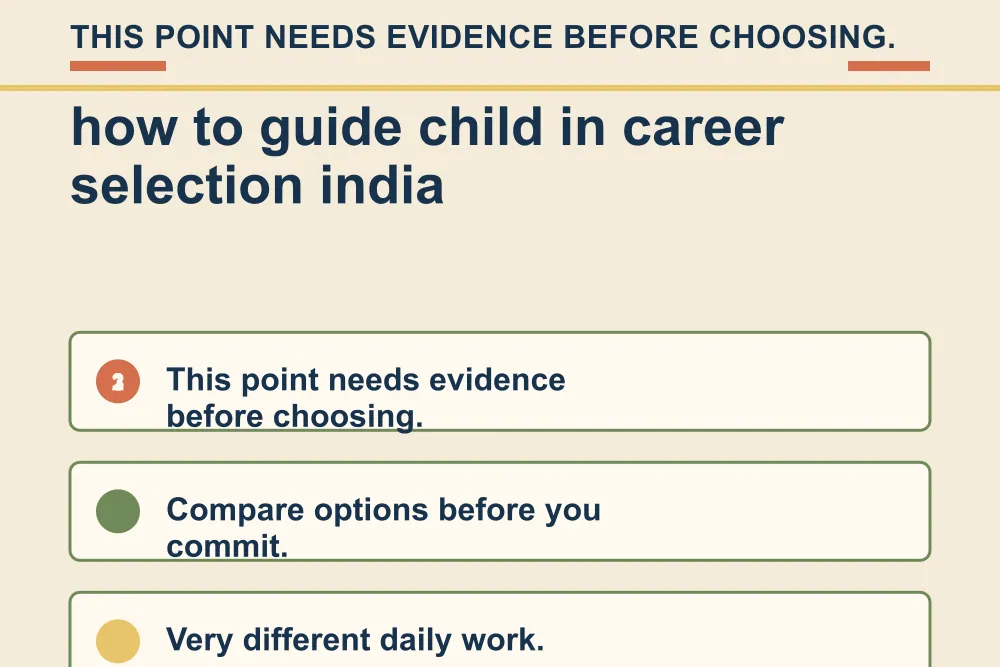 THIS POINT NEEDS EVIDENCE BEFORE CHOOSING.
how to guide child in career
selection india
This point needs evidence
before choosing.
Compare options before you
commit.
Very different daily work.